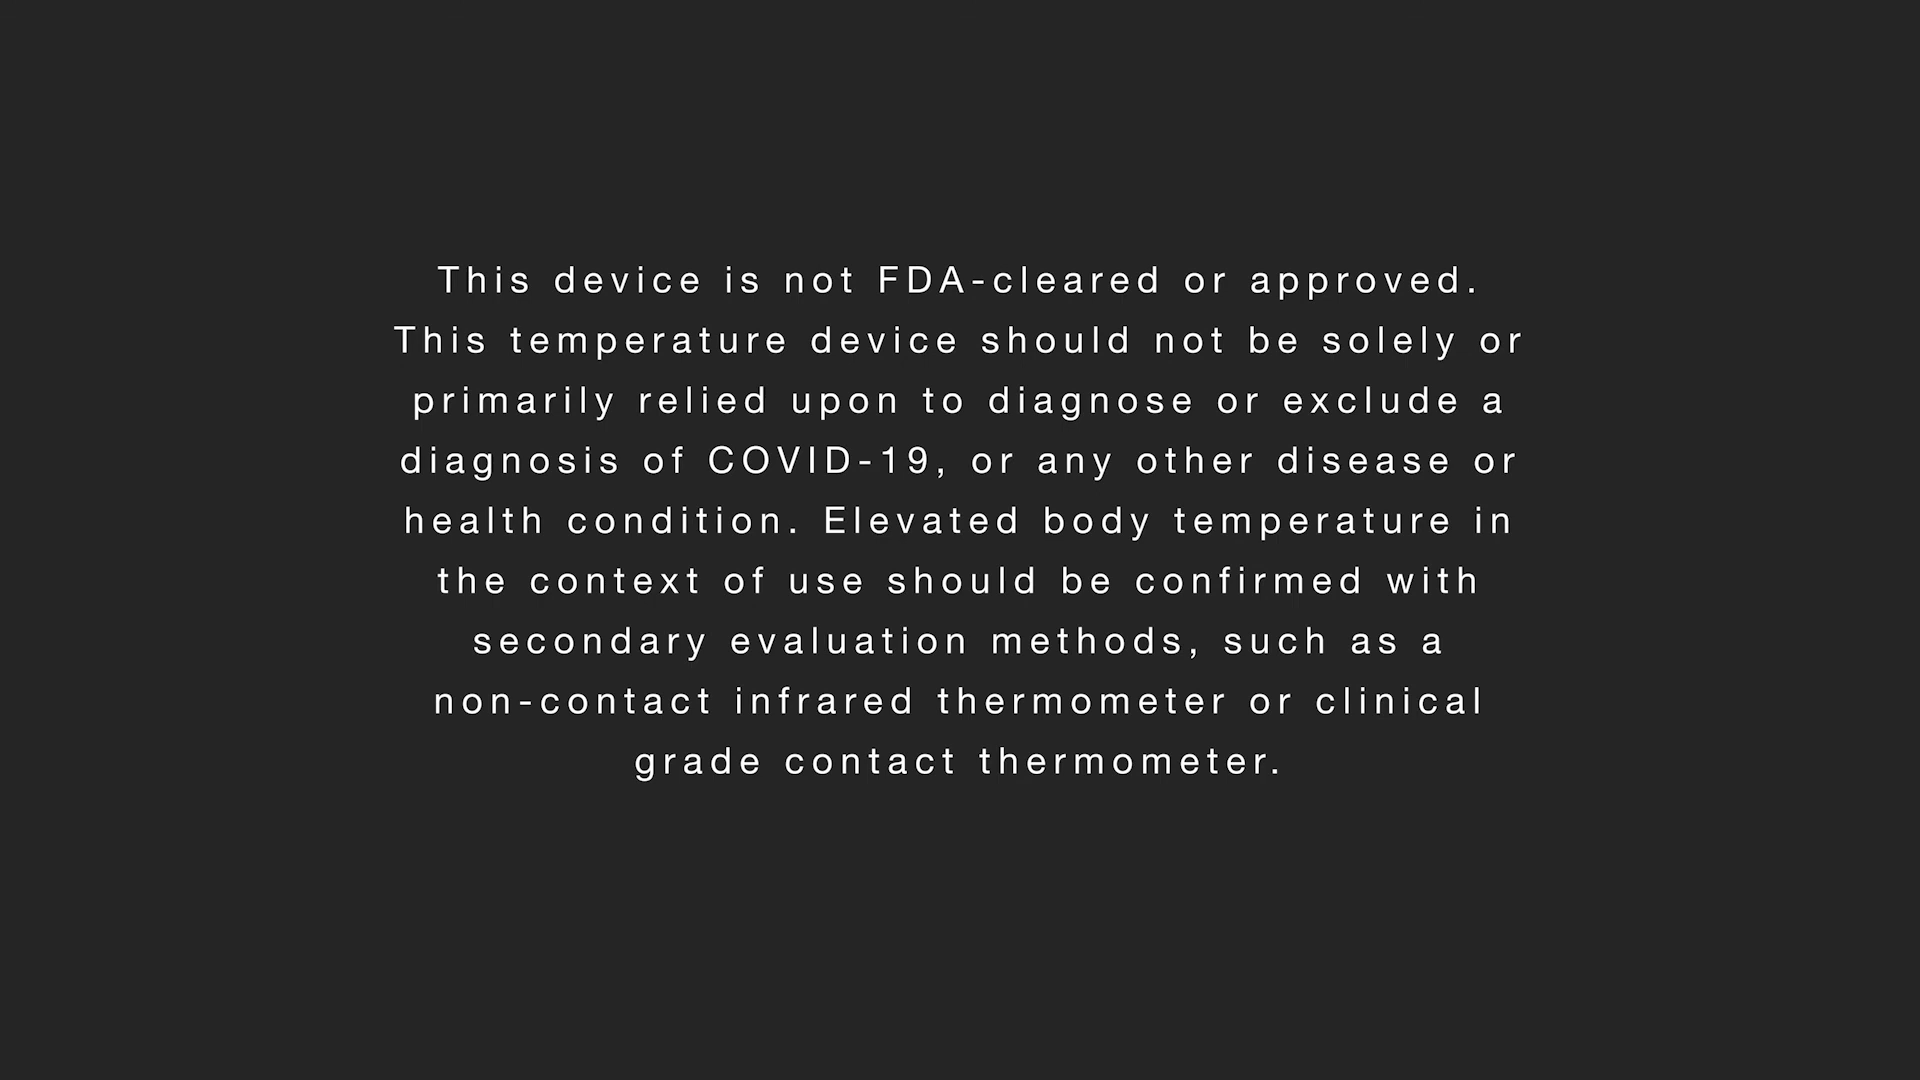 This device is not FDA-cleared or approved.
This temperature device should not be solely or
primarily relied upon to diagnose or exclude a
diagnosis of COVID-19, or any other disease or
health condition. Elevated body temperature in
the context of use should be confirmed with
secondary evaluation methods, such as a
non-contact infrared thermometer or clinical
grade contact thermometer.